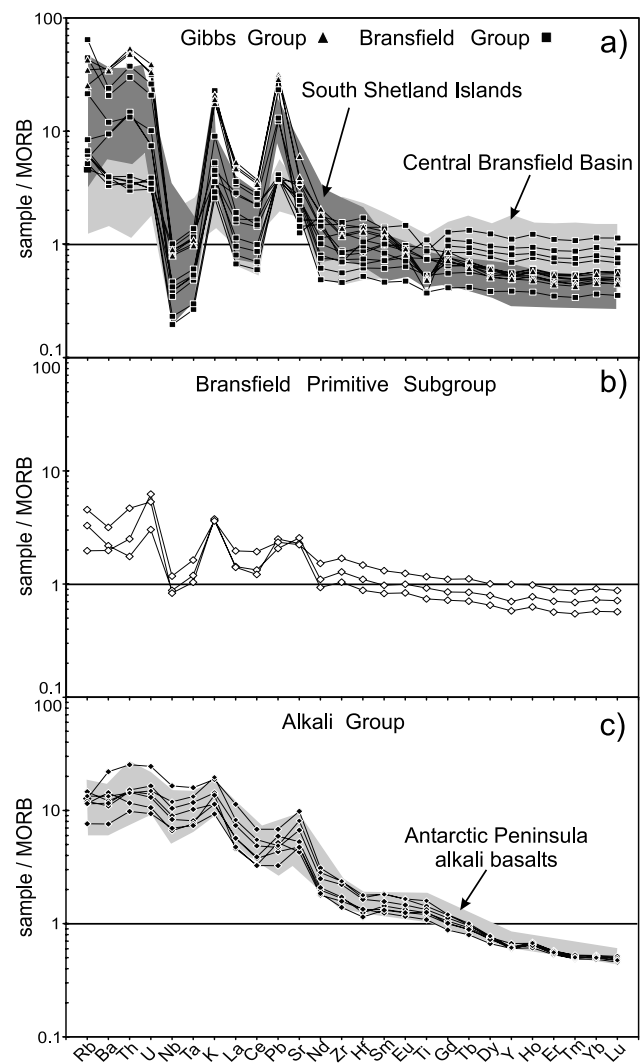 100
Gibbs Group ▲ Bransfield Group ■ a)
South Shetland Islands
10
Central Bransfield Basin
sample / MORB
1
0.1
100
Bransfield Primitive Subgroup b)
10
sample / MORB
1
0.1
100
Alkali Group c)
10
Antarctic Peninsula
alkali basalts
sample / MORB
1
0.1
Rb Ba Th U Nb Ta K La Ce Pb Sr Nd Zr Hf Sm Eu Ti Gd Tb Dy Y Ho Er Tm Yb Lu